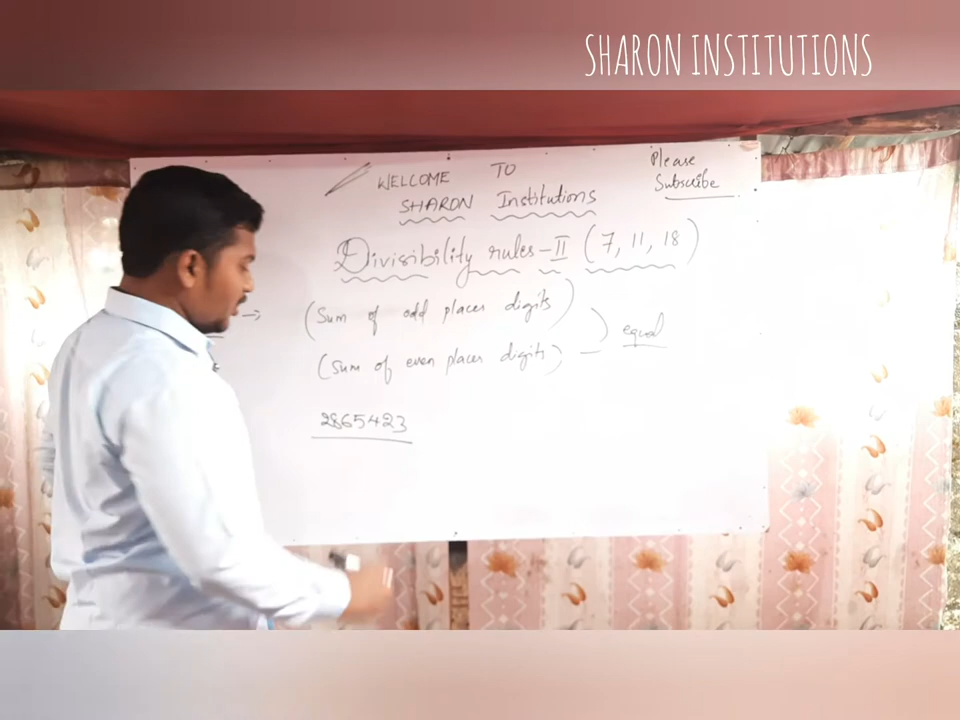 SHARON INSTITUTIONS
WELLCOME TO
SHARON Institutions
Please
Subscribe
Divisibility rules - II (7, 11, 18)
→ (Sum of odd places digits)
(Sum of even places digits) ) - equal
2865423